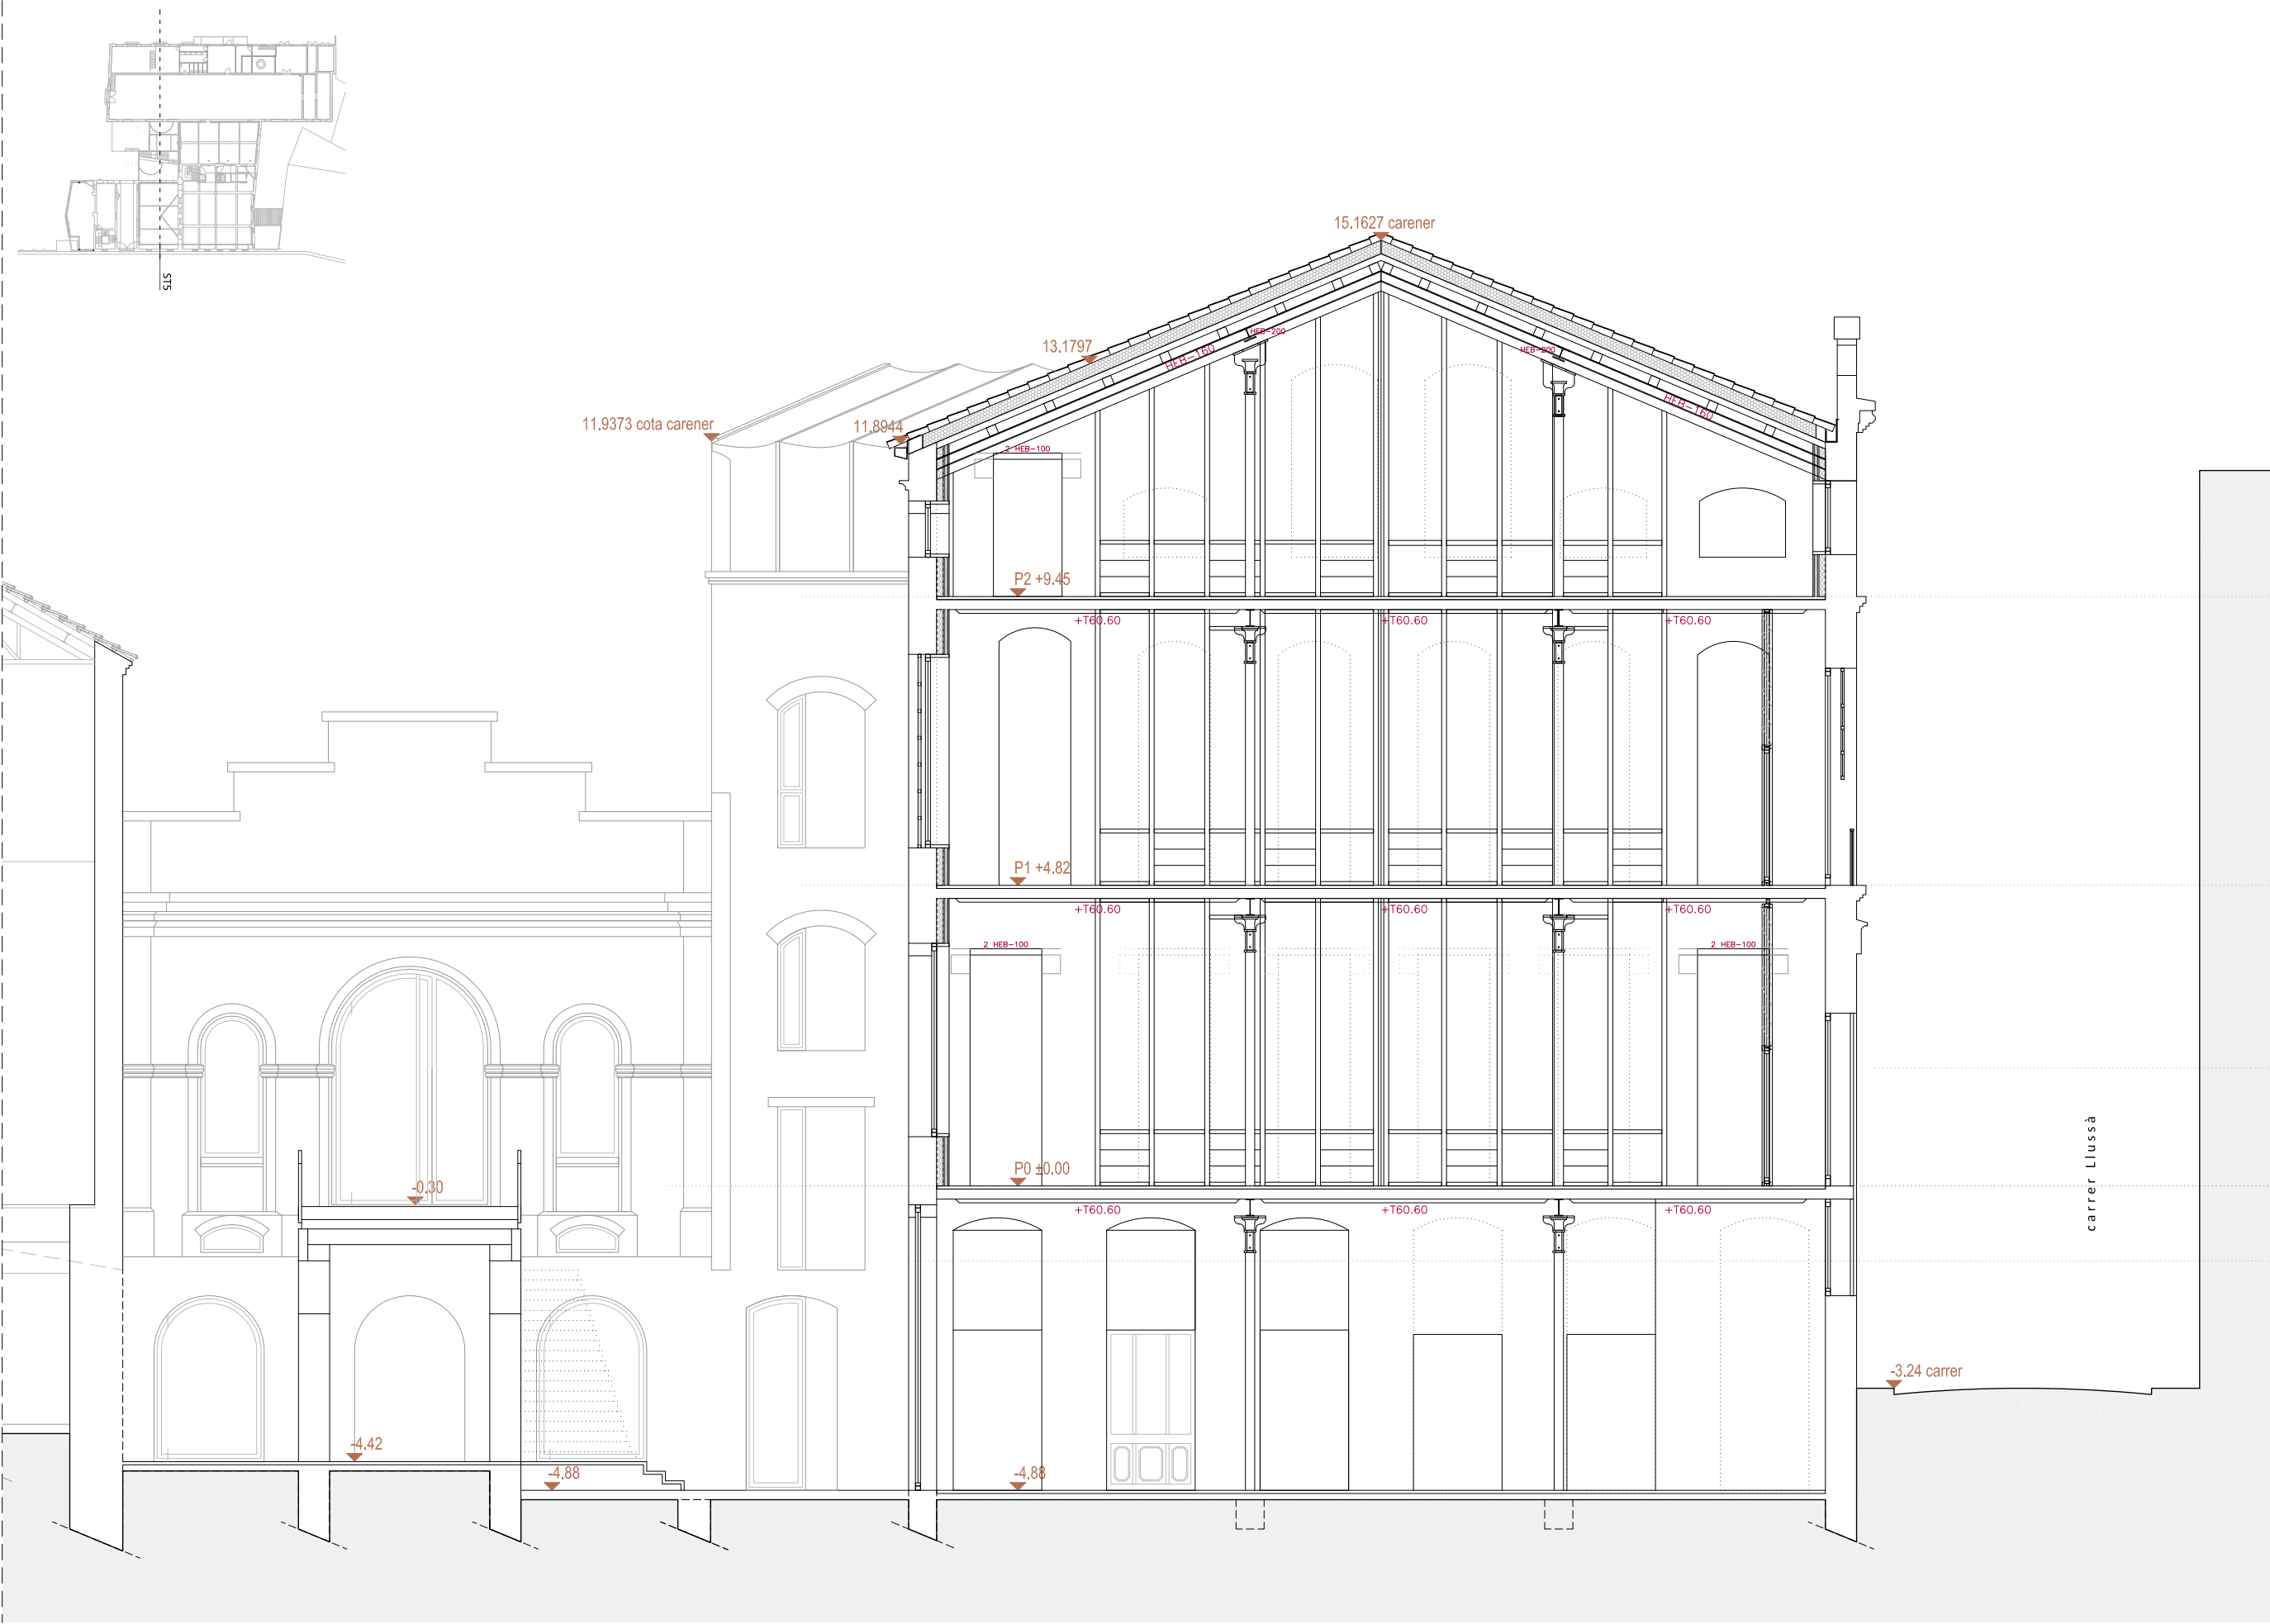 STS
15.1627 carener
HEB-200
13.1797
HEB-160
HEB-200
HEB-160
11.9373 cota carener
11.8944
2 HEB-100
P2 +9.45
+T60.60
+T60.60
+T60.60
P1 +4.82
+T60.60
+T60.60
+T60.60
2 HEB-100
2 HEB-100
P0 ±0.00
-0.30
+T60.60
+T60.60
+T60.60
carrer Llussà
-3.24 carrer
-4.42
-4.88
-4.88